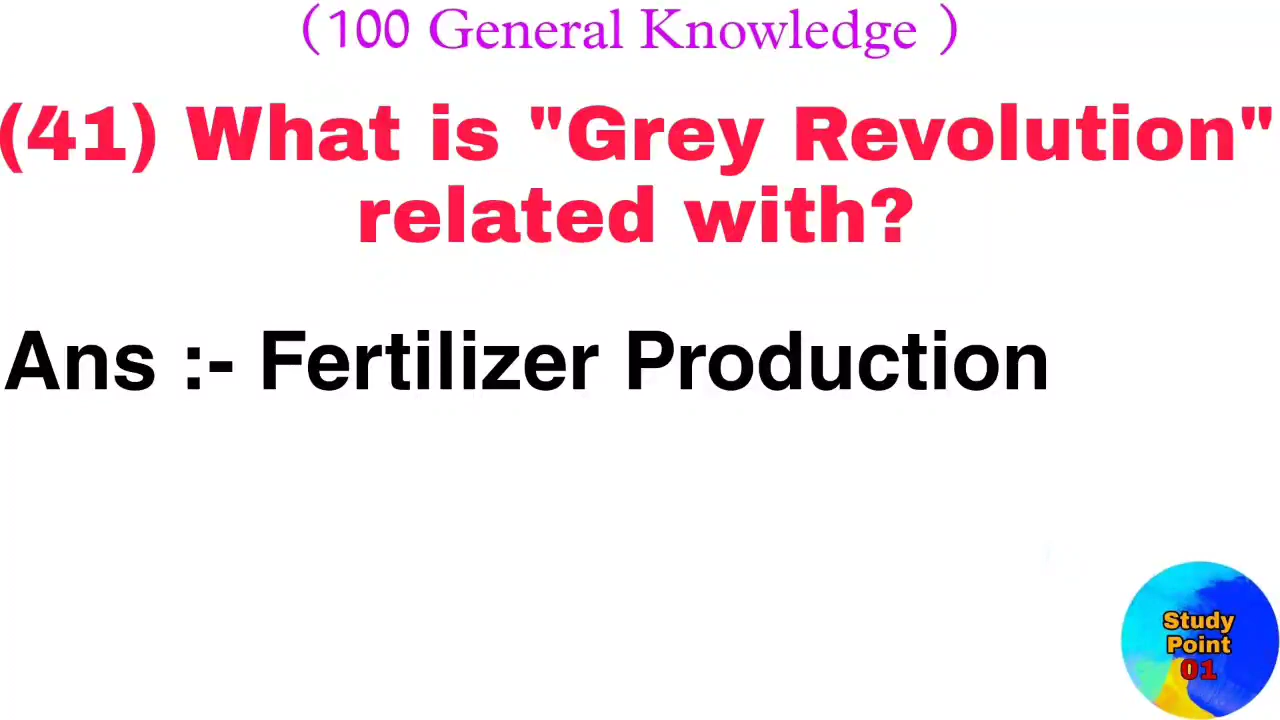 (100 General Knowledge )
(41) What is "Grey Revolution"
related with?
Ans :- Fertilizer Production
Study
Point
01